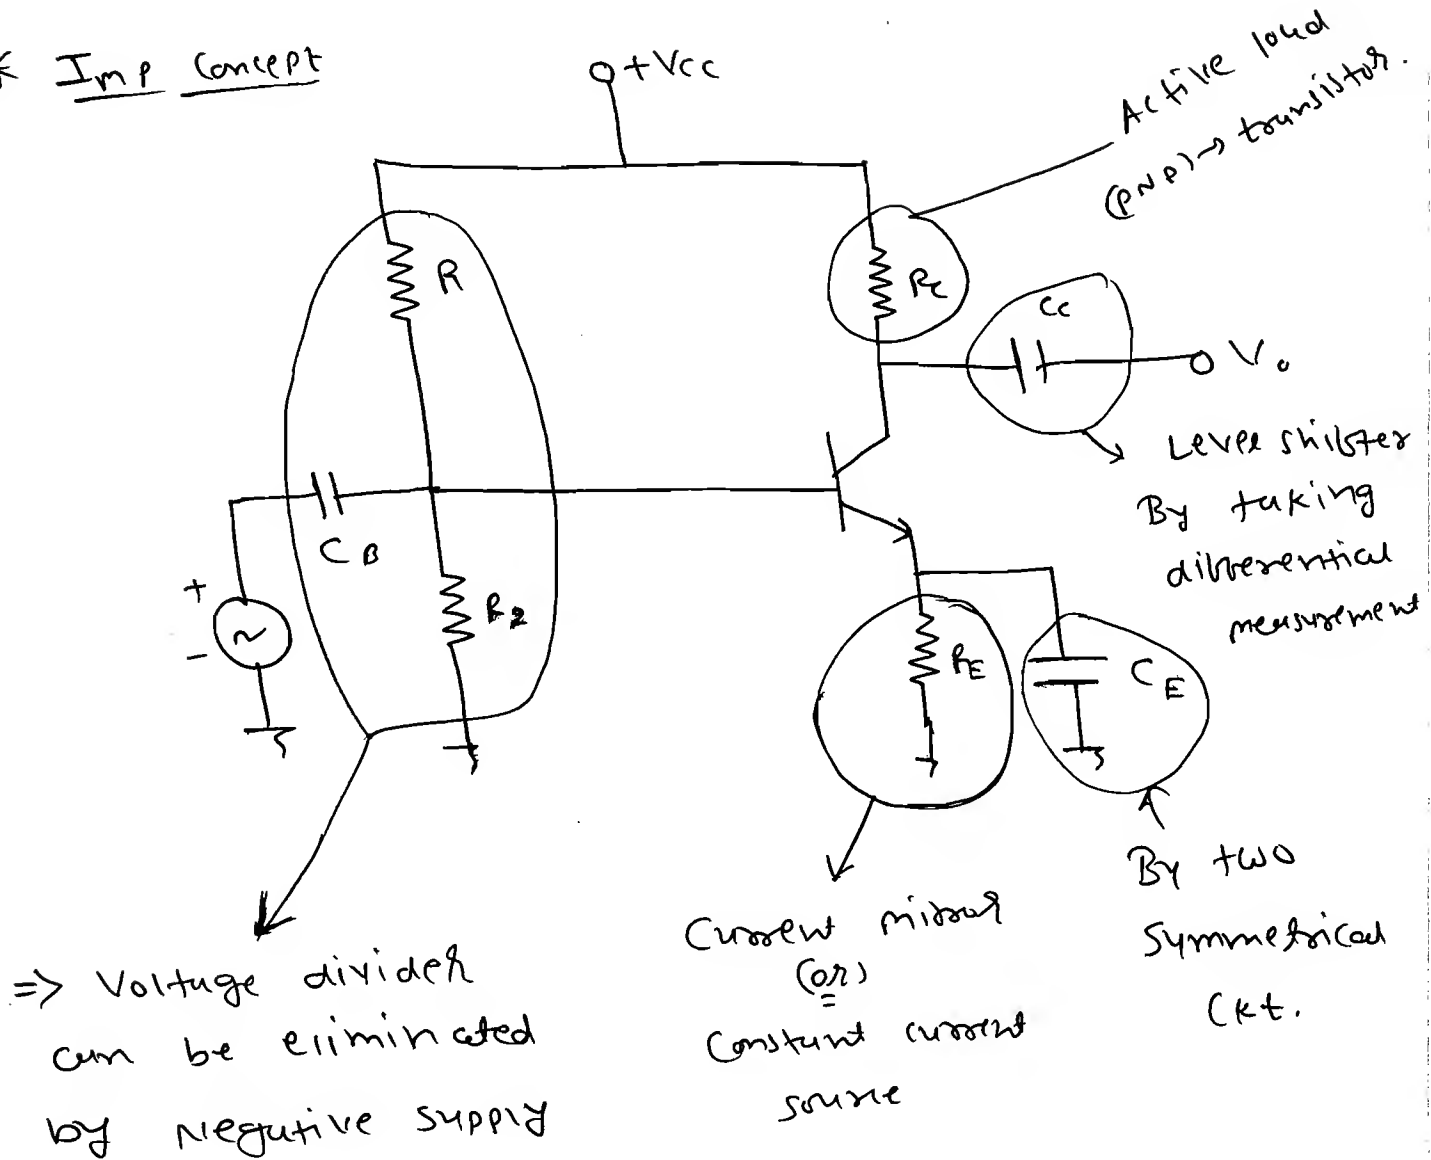 * Imp Concept
+Vcc
Active load
(PNP) → transistor.
R
Rc
Cc
Vo
Level shifter
By taking
differential
measurement
CB
+
~
-
R2
RE
CE
By two
Symmetrical
Ckt.
Current mirror
(or)
Constant current
source
=> Voltage divider
can be eliminated
by Negative supply